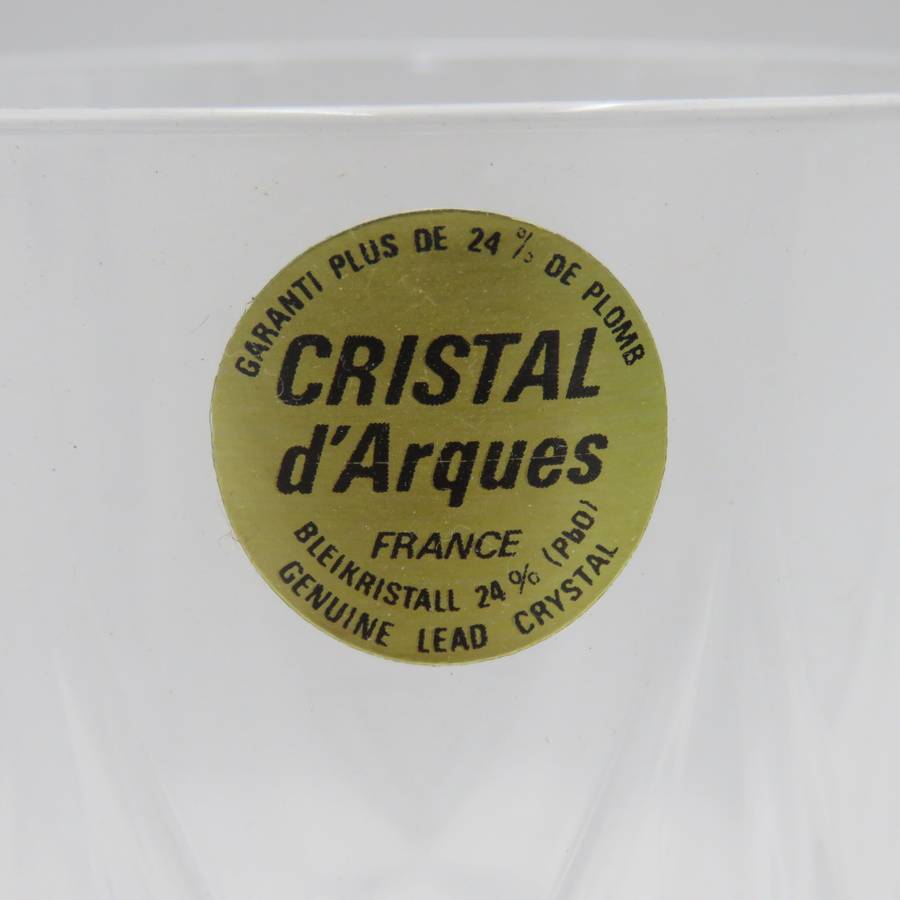 GARANTI PLUS DE 24 % DE PLOMB
CRISTAL
d'Arques
FRANCE
BLEIKRISTALL 24 % (PbO)
GENUINE LEAD CRYSTAL